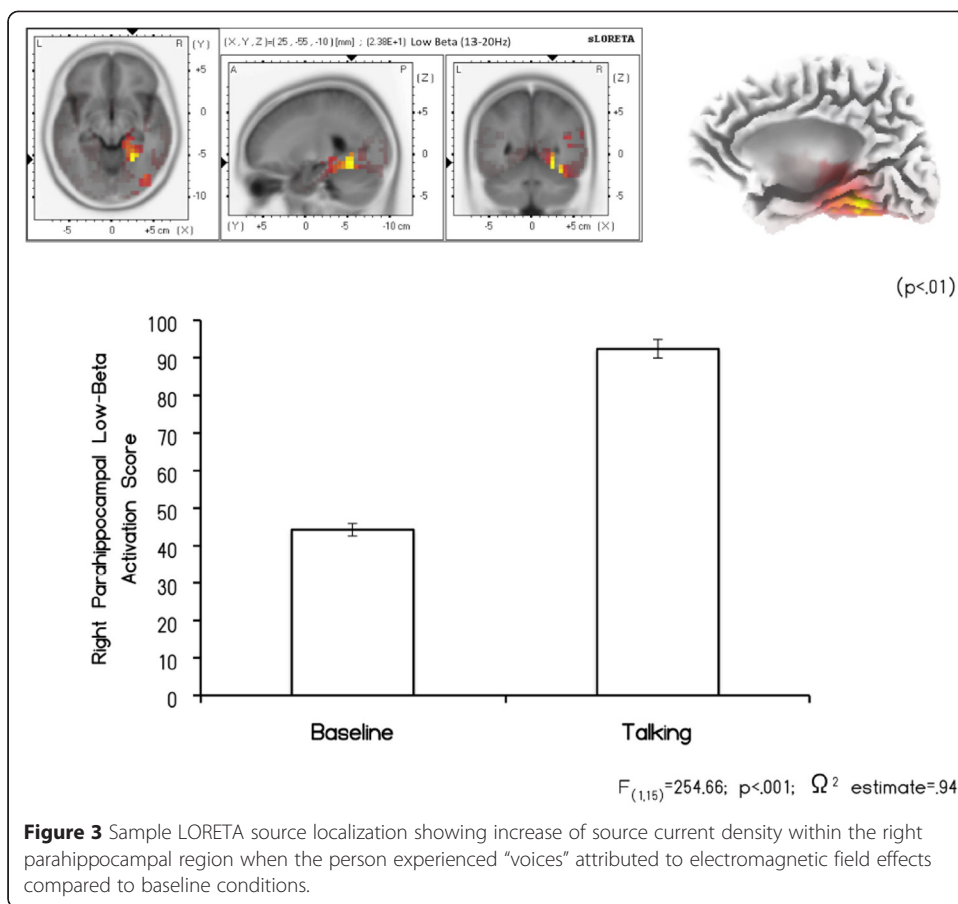 L R (Y) (X,Y,Z)=(25,-55,-10)[mm] ; (2.38E+1) Low Beta (13-20Hz) sLORETA
A P (Z) L R (Z)
+5 +5 +5
0 0 0
-5 -5 -5
-10
-5 0 +5 cm (X) (Y) +5 0 -5 -10 cm -5 0 +5 cm (X)
(p<.01)
Right Parahippocampal Low-Beta
Activation Score
100
90
80
70
60
50
40
30
20
10
0
Baseline Talking
F(1,15)=254.66; p<.001; Ω² estimate=.94
Figure 3 Sample LORETA source localization showing increase of source current density within the right
parahippocampal region when the person experienced “voices” attributed to electromagnetic field effects
compared to baseline conditions.